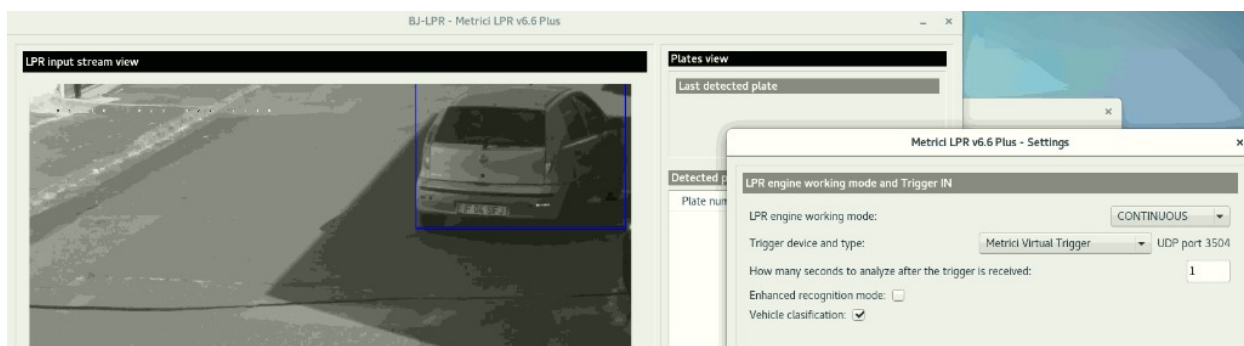 BJ-LPR - Metrici LPR v6.6 Plus
LPR input stream view
Plates view
Last detected plate
Metrici LPR v6.6 Plus - Settings
Detected p
LPR engine working mode and Trigger IN
Plate num
LPR engine working mode:
CONTINUOUS
Trigger device and type:
Metrici Virtual Trigger
UDP port 3504
How many seconds to analyze after the trigger is received:
1
Enhanced recognition mode:
Vehicle clasification: